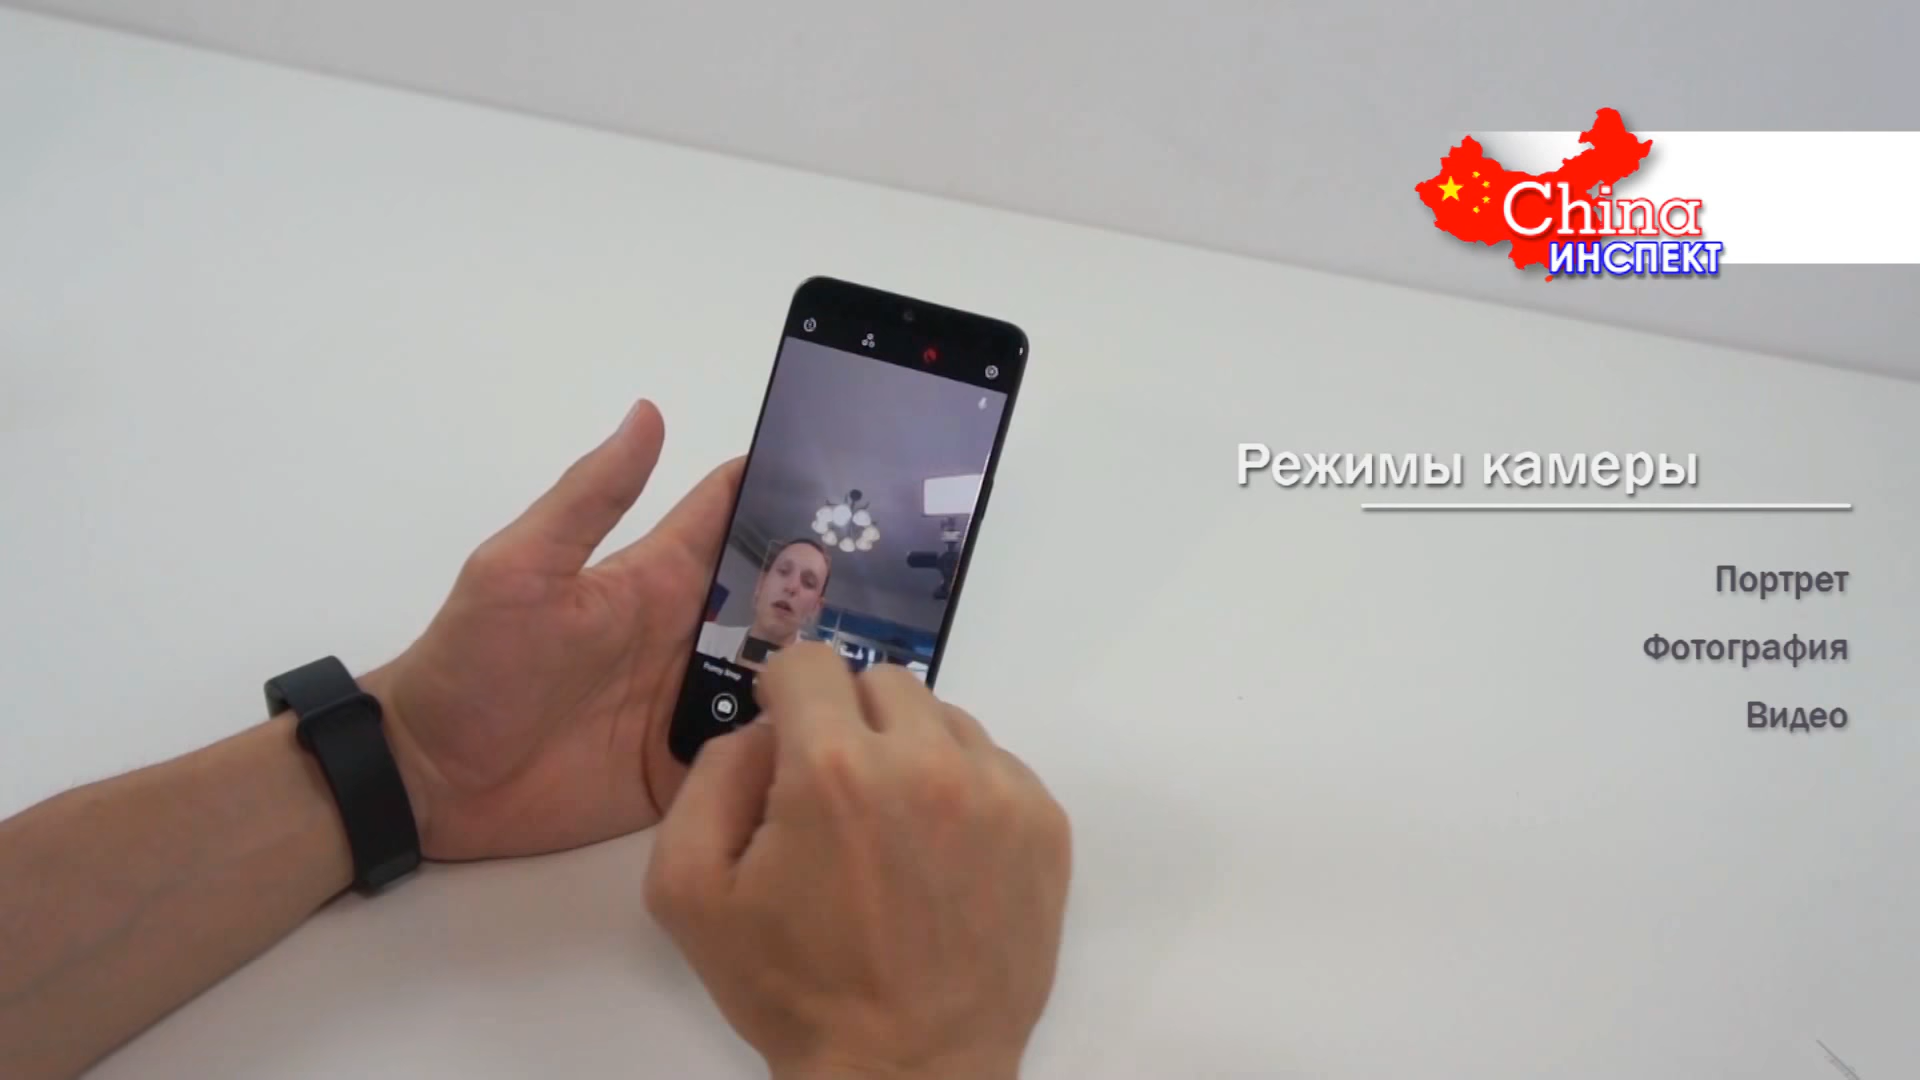 China
ИНСПЕКТ
Режимы камеры
Портрет
Фотография
Видео